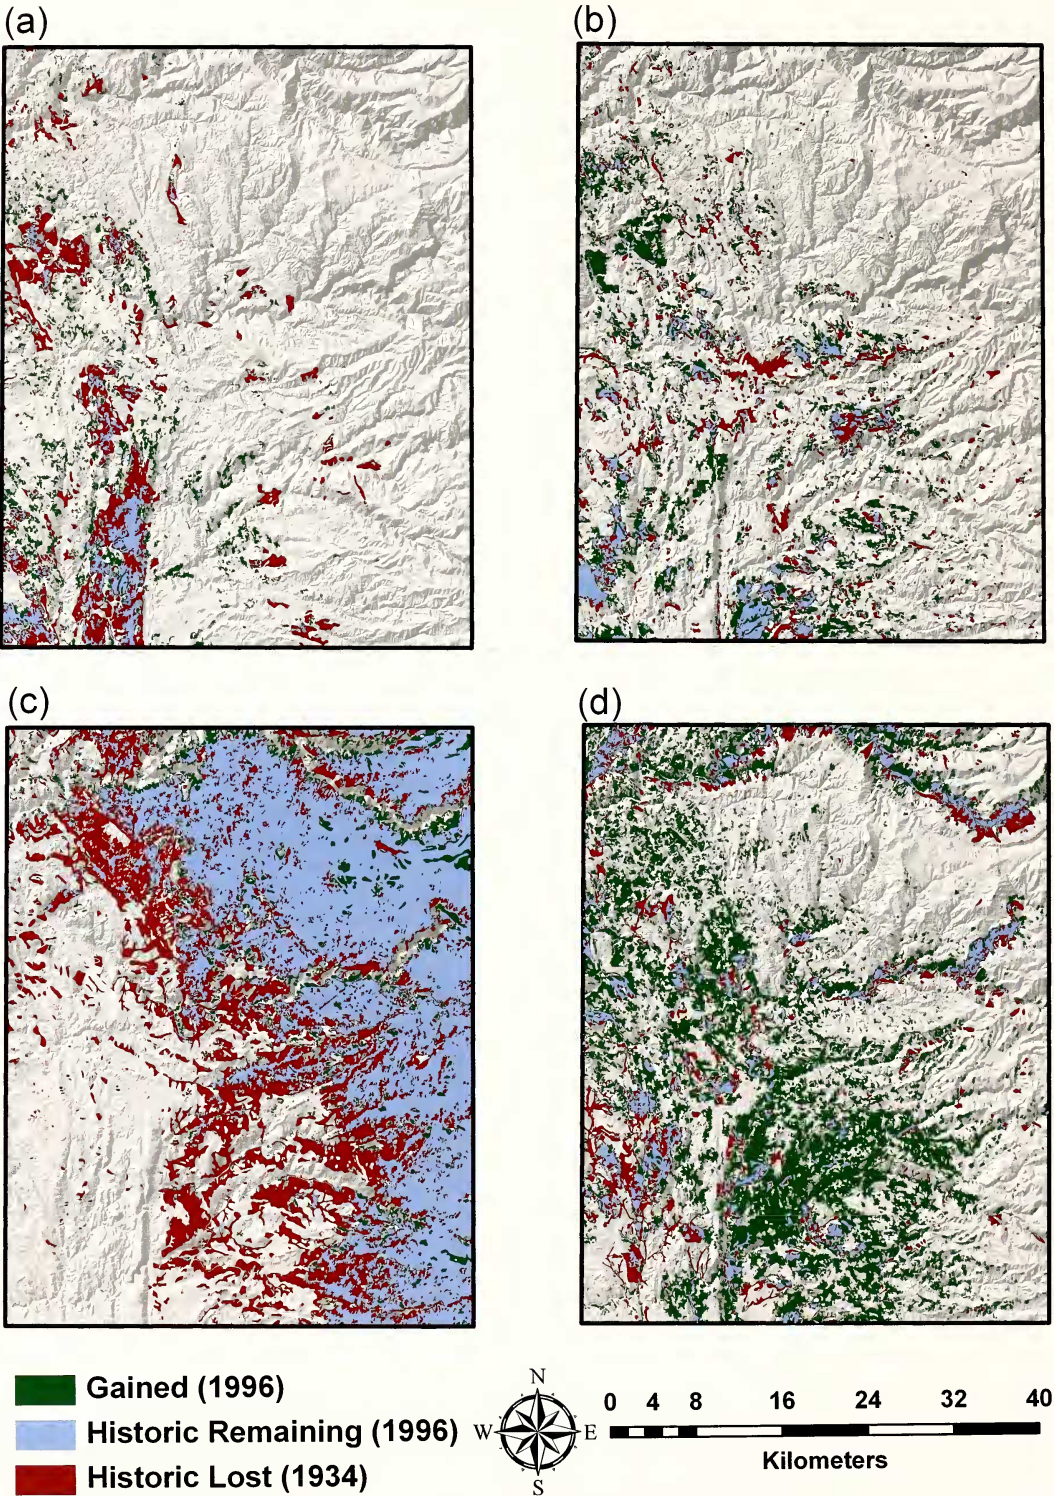 (a)
(b)
(c)
(d)
Gained (1996)
Historic Remaining (1996)
Historic Lost (1934)
N
W
E
S
0 4 8 16 24 32 40
Kilometers